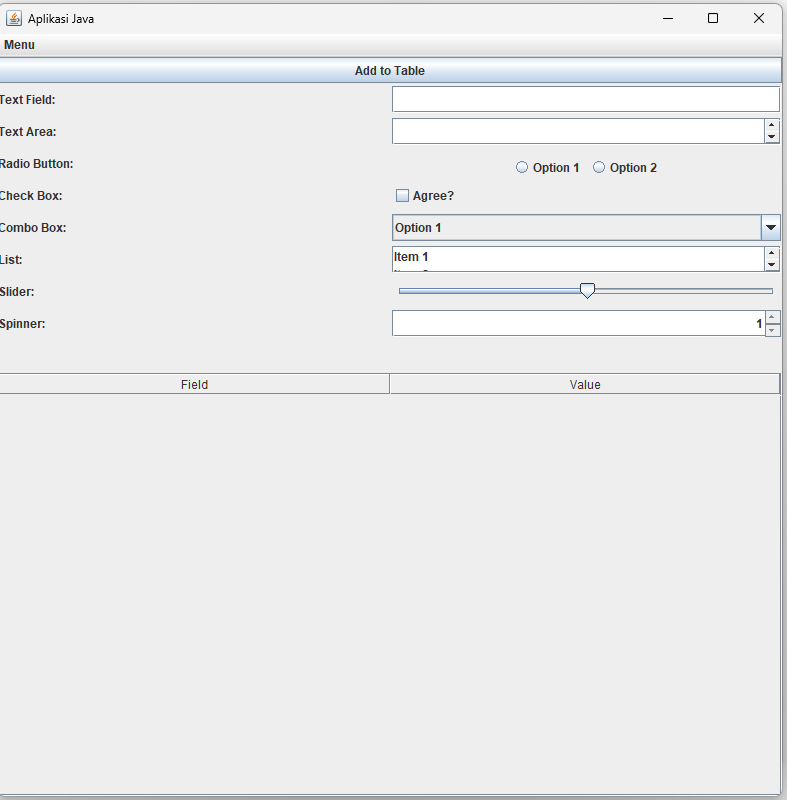 Aplikasi Java
Menu
Add to Table
Text Field:
Text Area:
Radio Button: Option 1 Option 2
Check Box: Agree?
Combo Box: Option 1
List: Item 1
Slider:
Spinner: 1
Field Value